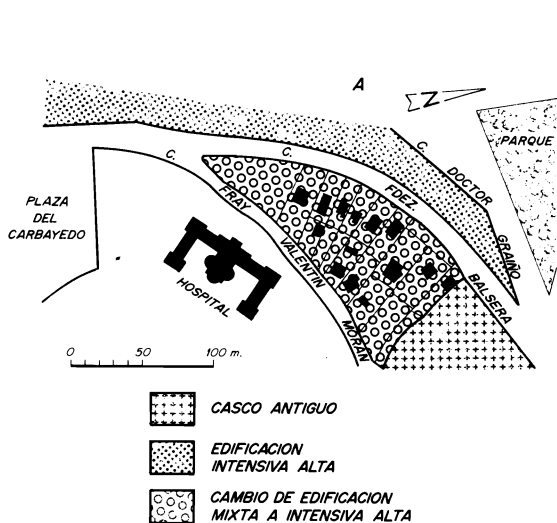 A
N
C.
DOCTOR
GRAIÑO
PARQUE
PLAZA
DEL
CARBAYEDO
C.
FRAY
VALENTIN
MORAN
C.
FDEZ.
BALSERA
HOSPITAL
0 50 100 m.
CASCO ANTIGUO
EDIFICACION
INTENSIVA ALTA
CAMBIO DE EDIFICACION
MIXTA A INTENSIVA ALTA